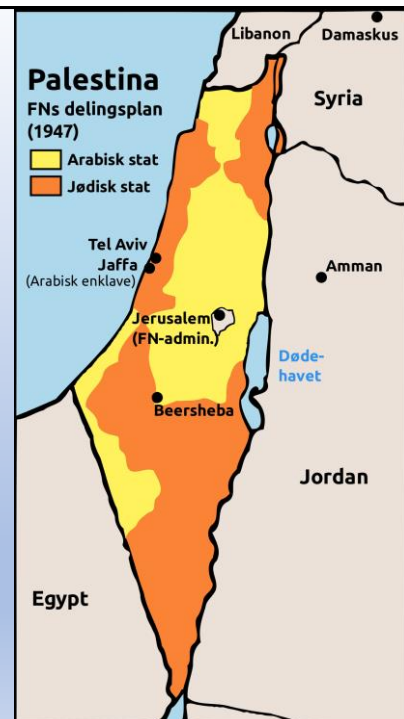 Libanon
Damaskus
Palestina
FNs delingsplan
(1947)
Syria
Arabisk stat
Jødisk stat
Tel Aviv
Jaffa
(Arabisk enklave)
Amman
Jerusalem
(FN-admin.)
Døde-
havet
Beersheba
Jordan
Egypt